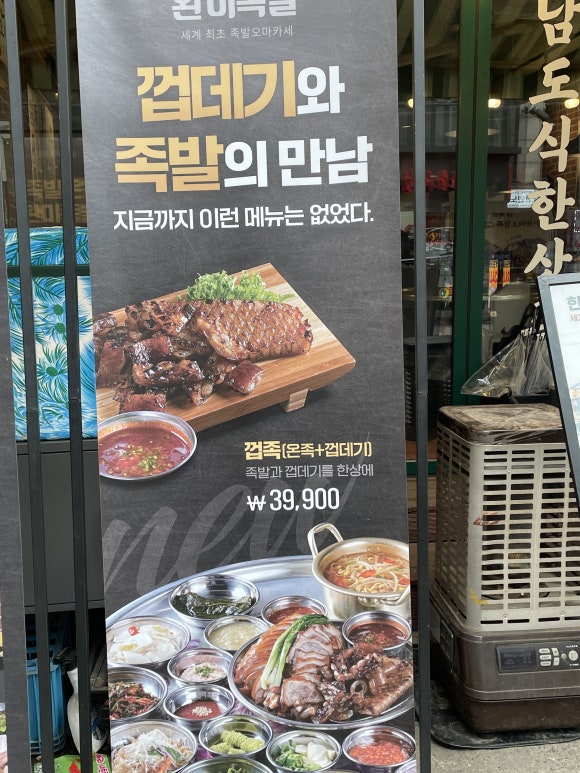 세계 최초 족발오마카세
껍데기와
족발의 만남
지금까지 이런 메뉴는 없었다.
껍족(온족+껍데기)
족발과 껍데기를 한상에
₩ 39,900
new
남도식한상